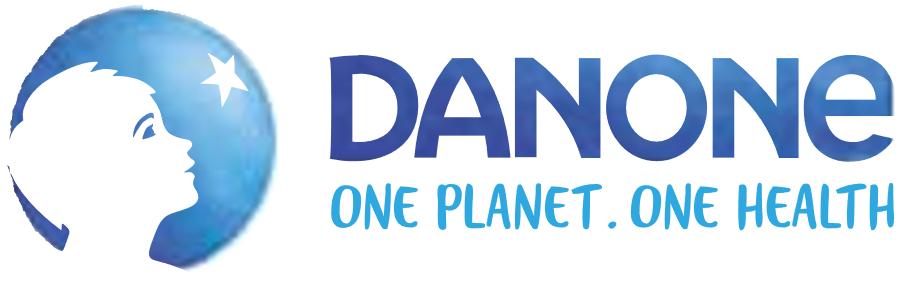 DANONe
ONE PLANET. ONE HEALTH